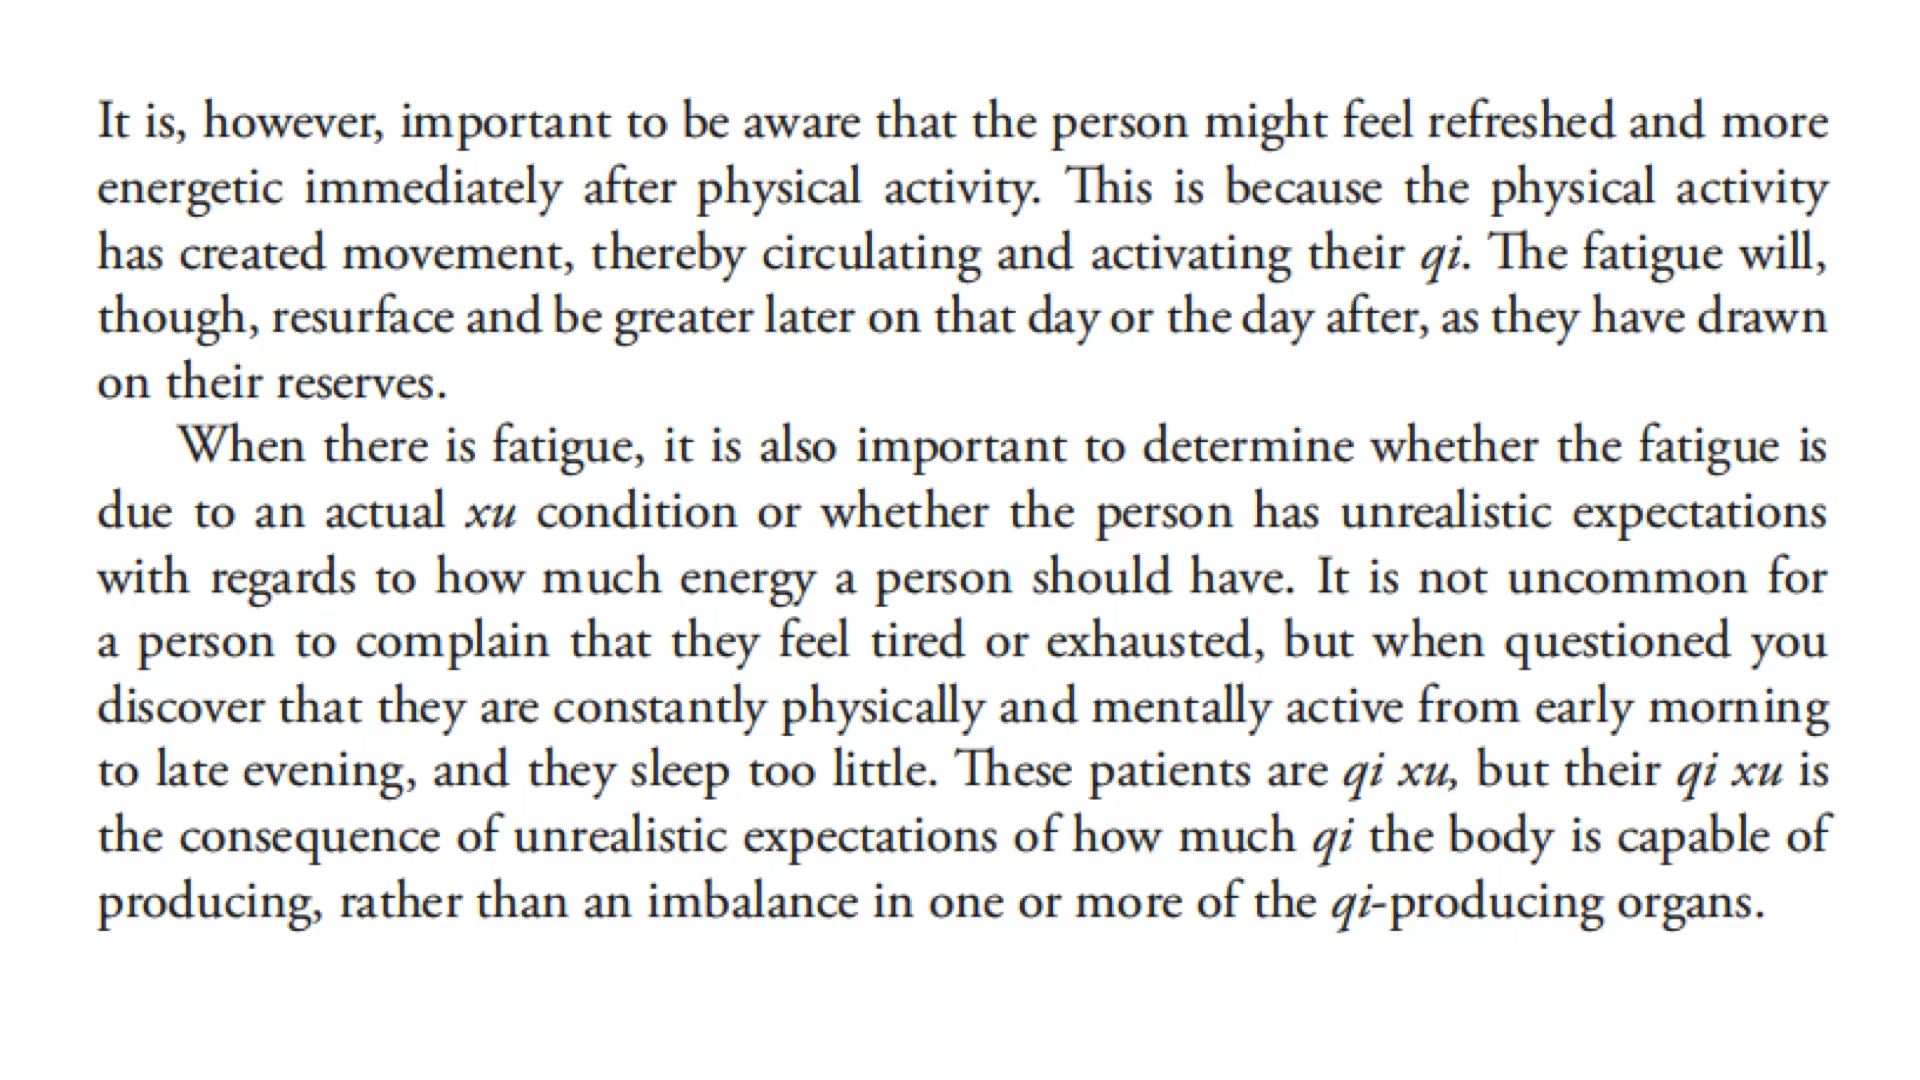 It is, however, important to be aware that the person might feel refreshed and more
energetic immediately after physical activity. This is because the physical activity
has created movement, thereby circulating and activating their qi. The fatigue will,
though, resurface and be greater later on that day or the day after, as they have drawn
on their reserves.
When there is fatigue, it is also important to determine whether the fatigue is
due to an actual xu condition or whether the person has unrealistic expectations
with regards to how much energy a person should have. It is not uncommon for
a person to complain that they feel tired or exhausted, but when questioned you
discover that they are constantly physically and mentally active from early morning
to late evening, and they sleep too little. These patients are qi xu, but their qi xu is
the consequence of unrealistic expectations of how much qi the body is capable of
producing, rather than an imbalance in one or more of the qi-producing organs.